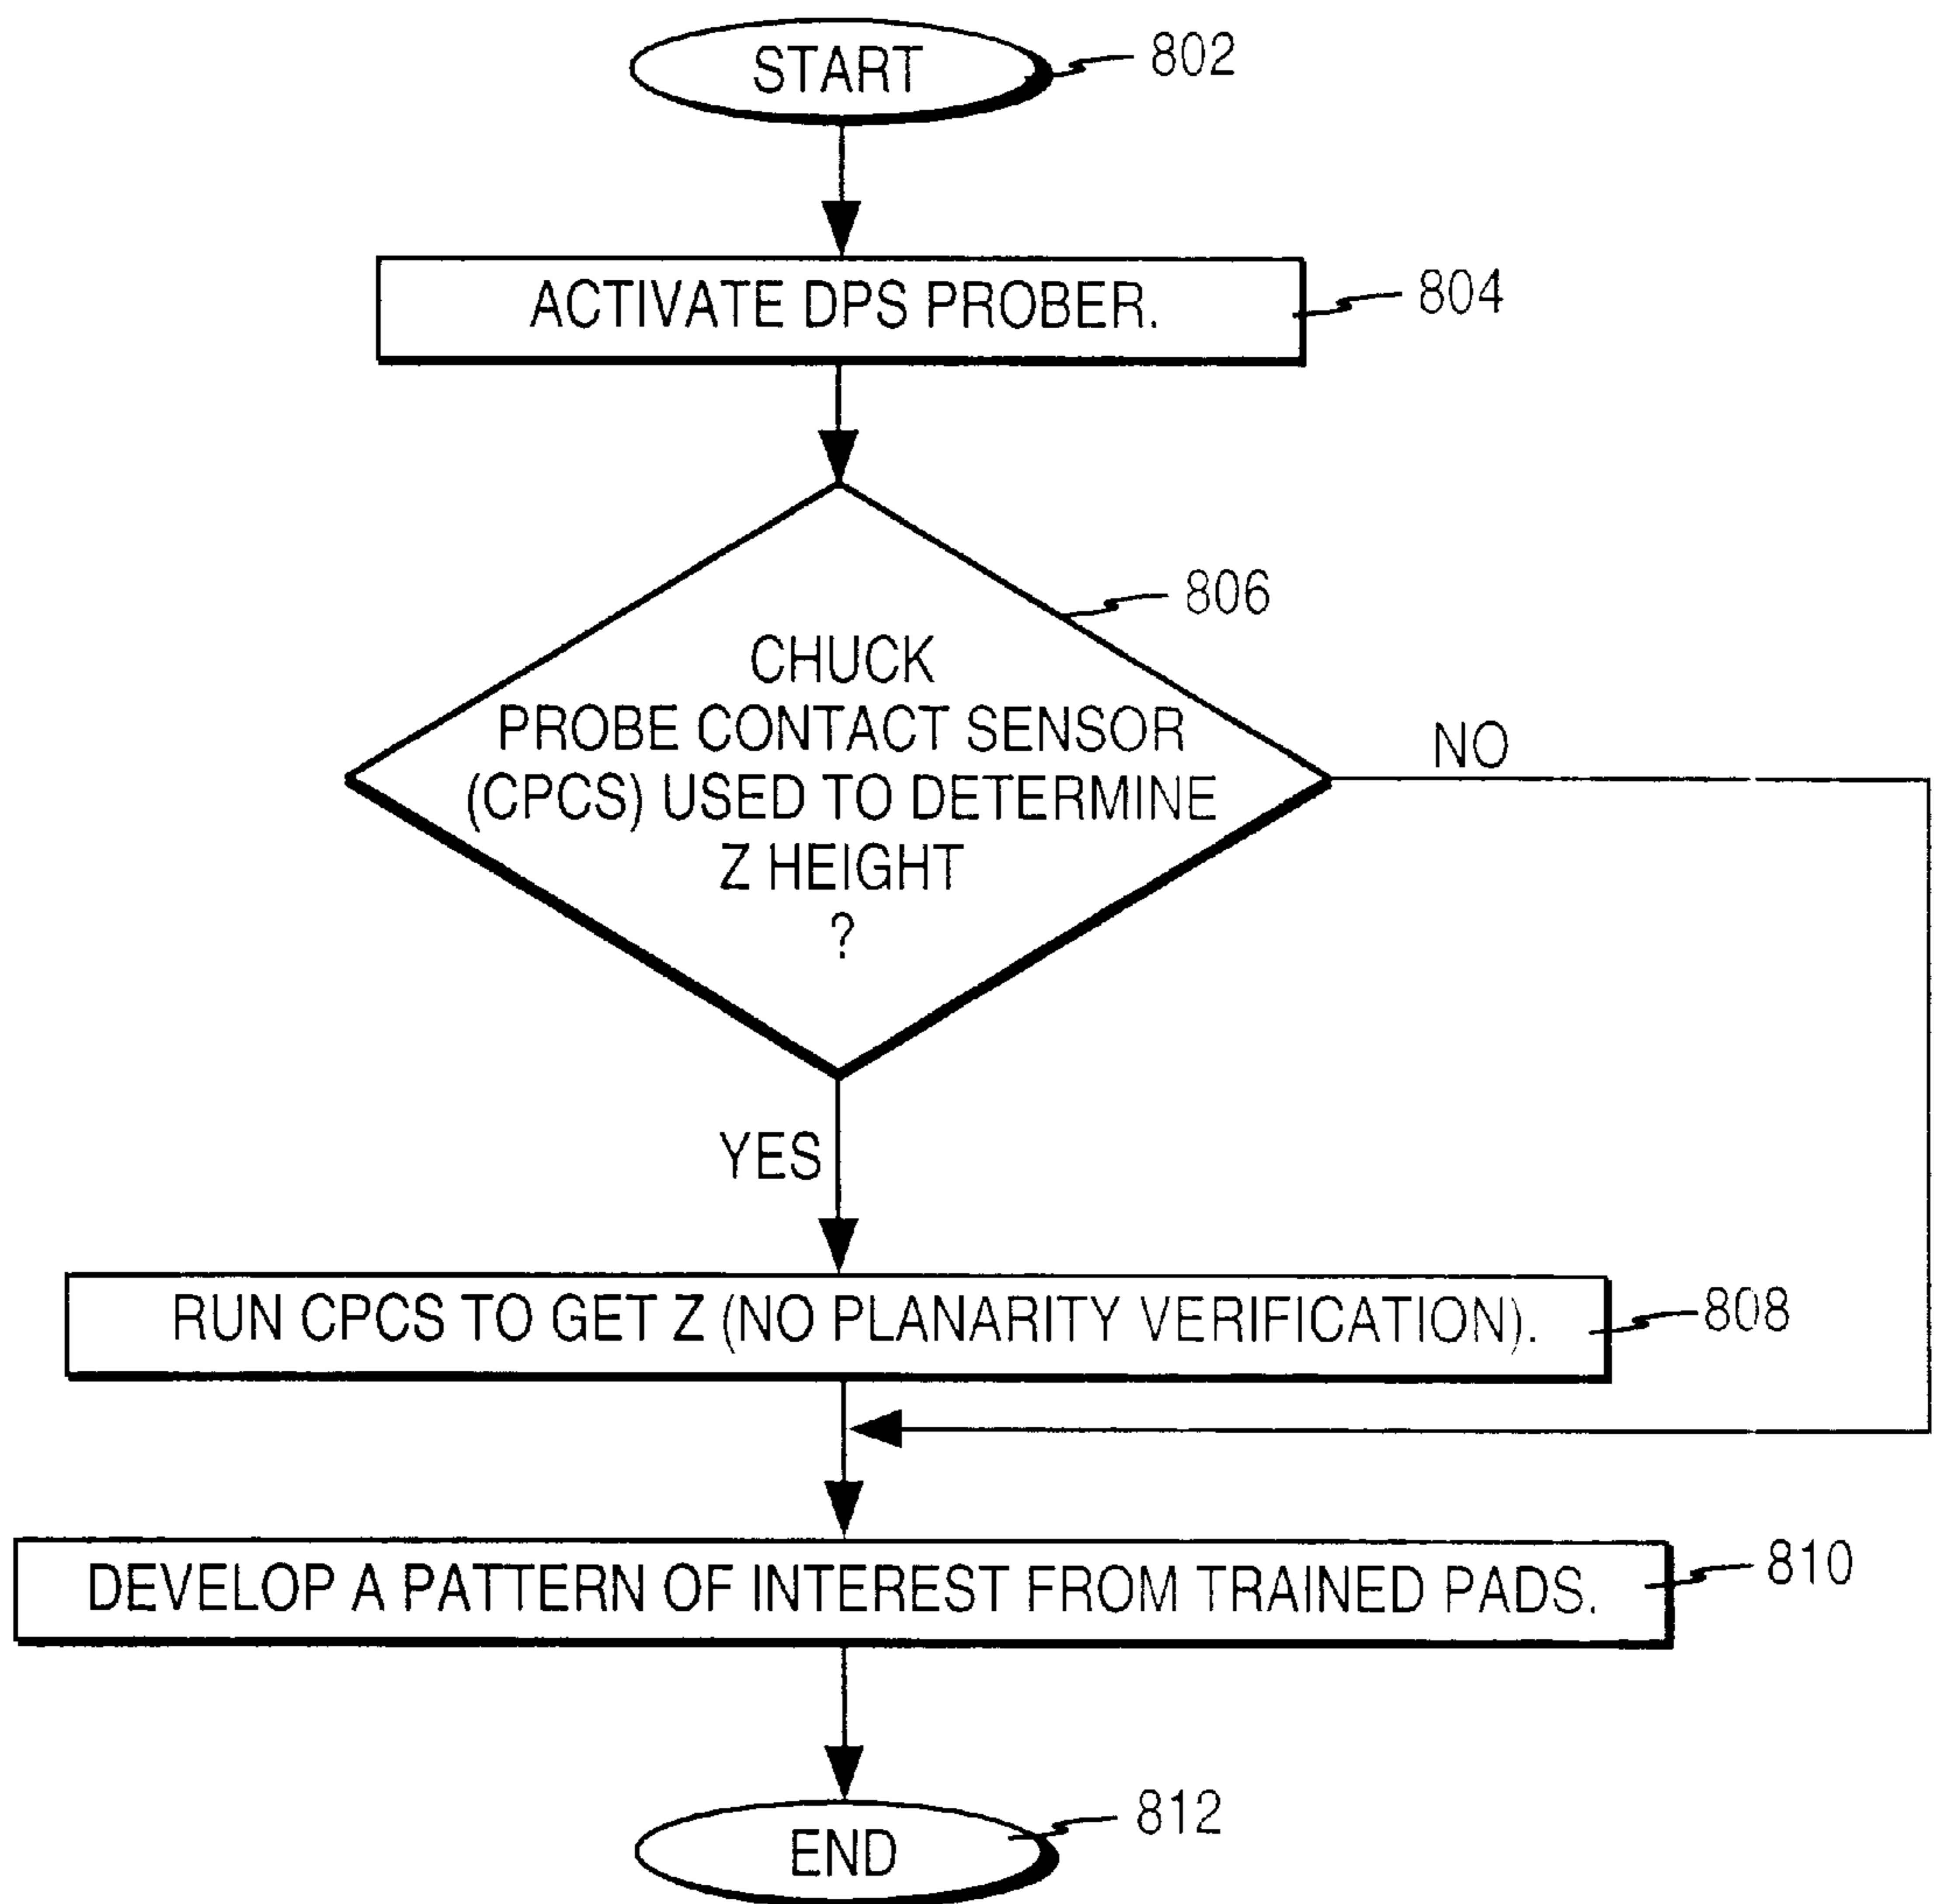 START
802
ACTIVATE DPS PROBER.
804
806
CHUCK
PROBE CONTACT SENSOR
(CPCS) USED TO DETERMINE
Z HEIGHT
?
NO
YES
RUN CPCS TO GET Z (NO PLANARITY VERIFICATION).
808
DEVELOP A PATTERN OF INTEREST FROM TRAINED PADS.
810
END
812